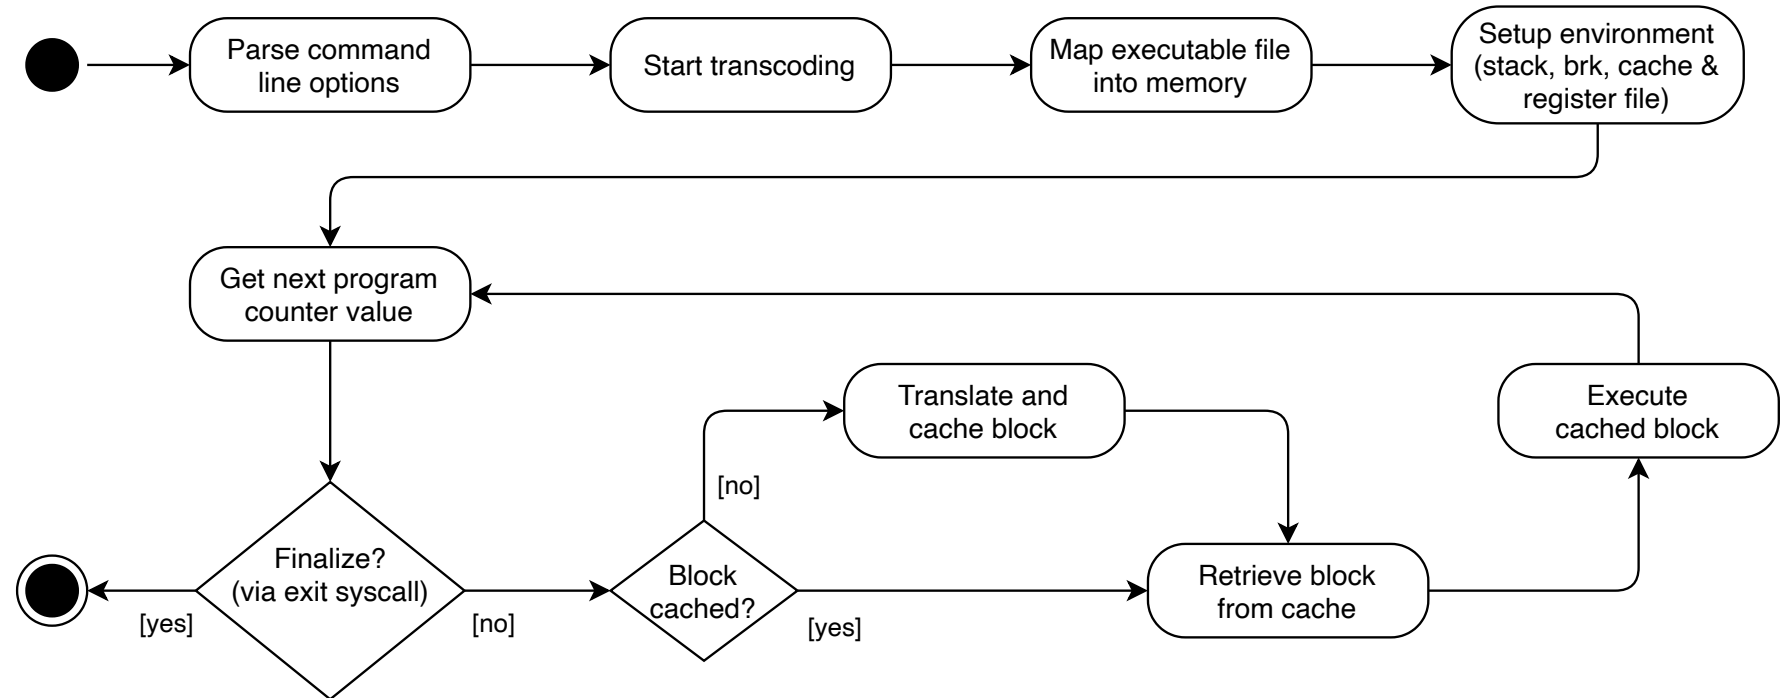 Parse command
line options
Start transcoding
Map executable file
into memory
Setup environment
(stack, brk, cache &
register file)
Get next program
counter value
Translate and
cache block
Execute
cached block
[no]
Finalize?
(via exit syscall)
Block
cached?
Retrieve block
from cache
[yes]
[no]
[yes]